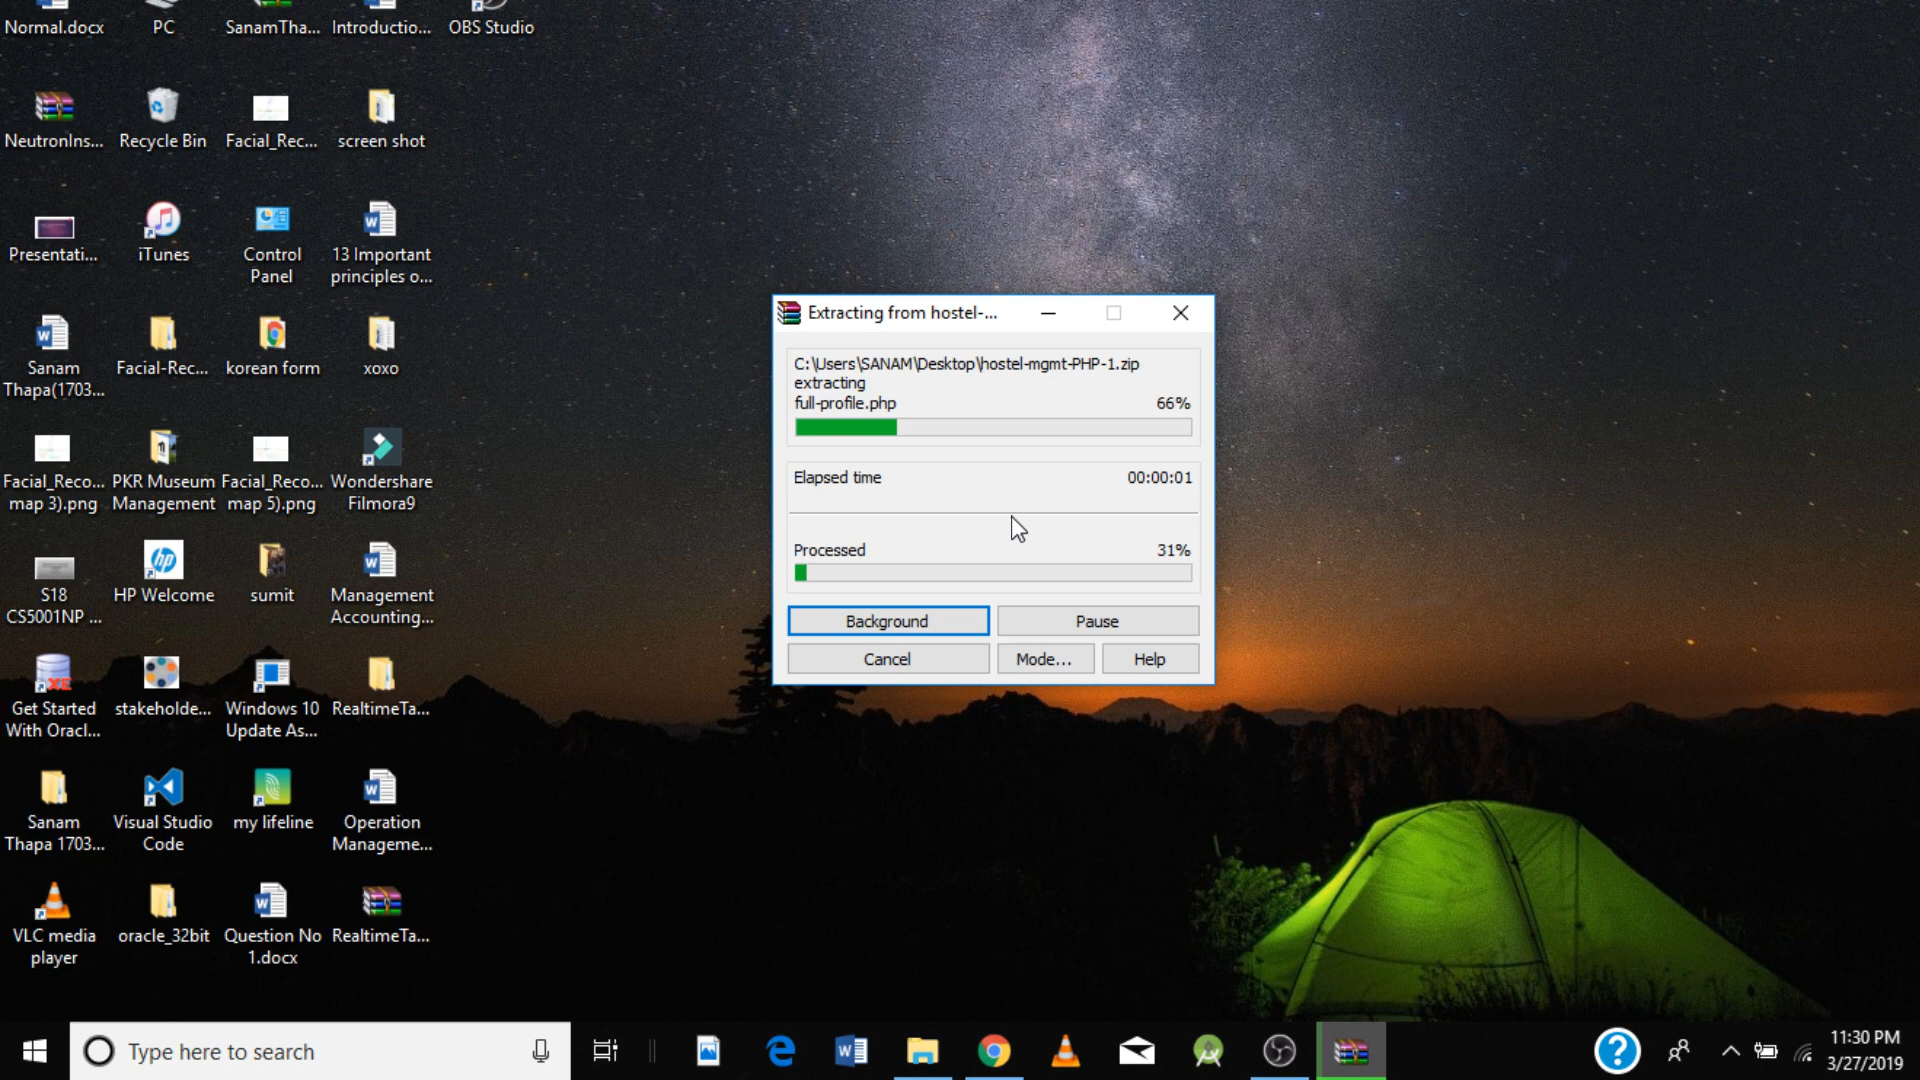 Normal.docx
PC
SanamTha...
Introductio...
OBS Studio
NeutronIns...
Recycle Bin
Facial_Rec...
screen shot
Presentati...
iTunes
Control
Panel
13 Important
principles o...
Sanam
Thapa(1703...
Facial-Rec...
korean form
xoxo
Facial_Reco...
map 3).png
PKR Museum
Management
Facial_Reco...
map 5).png
Wondershare
Filmora9
S18
CS5001NP ...
HP Welcome
sumit
Management
Accounting...
Get Started
With Oracl...
stakeholde...
Windows 10
Update As...
RealtimeTa...
Sanam
Thapa 1703...
Visual Studio
Code
my lifeline
Operation
Manageme...
VLC media
player
oracle_32bit
Question No
1.docx
RealtimeTa...
Extracting from hostel-...
C:\Users\SANAM\Desktop\hostel-mgmt-PHP-1.zip
extracting
full-profile.php 66%
Elapsed time 00:00:01
Processed 31%
Background
Pause
Cancel
Mode...
Help
Type here to search
11:30 PM
3/27/2019